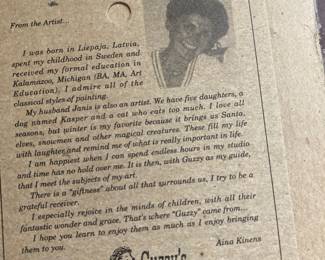 From the Artist...
I was born in Liepaja, Latvia,
spent my childhood in Sweden and
received my formal education in
Kalamazoo, Michigan (BA, MA, Art
Education). I admire all of the
classical styles of painting.
My husband Janis is also an artist. We have five daughters, a
dog named Kasper and a cat who eats too much. I love all
seasons, but winter is my favorite because it brings us Santa,
elves, snowmen and other magical creatures. These fill my life
with laughter and remind me of what is really important in life.
I am happiest when I can spend endless hours in my studio
and time has no hold over me. It is then, with Guzzy as my guide,
that I meet the subjects of my art.
There is a "giftness" about all that surrounds us, I try to be a
grateful receiver.
I especially rejoice in the minds of children, with all their
fantastic wonder and grace. That's where "Guzzy" came from...
I hope you learn to enjoy them as much as I enjoy bringing
them to you.
Aina Kinens
Guzzy's